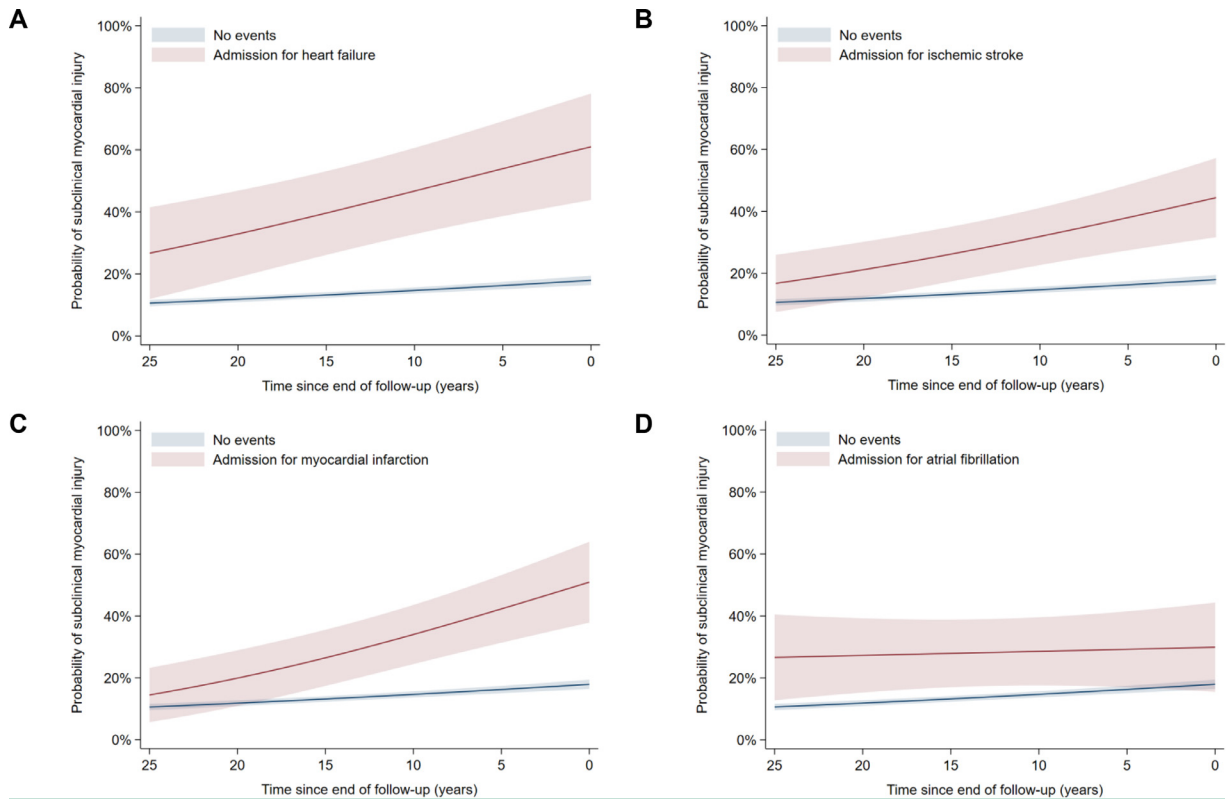 A
Probability of subclinical myocardial injury
100%
80%
60%
40%
20%
0%
No events
Admission for heart failure
25 20 15 10 5 0
Time since end of follow-up (years)
B
Probability of subclinical myocardial injury
100%
80%
60%
40%
20%
0%
No events
Admission for ischemic stroke
25 20 15 10 5 0
Time since end of follow-up (years)
C
Probability of subclinical myocardial injury
100%
80%
60%
40%
20%
0%
No events
Admission for myocardial infarction
25 20 15 10 5 0
Time since end of follow-up (years)
D
Probability of subclinical myocardial injury
100%
80%
60%
40%
20%
0%
No events
Admission for atrial fibrillation
25 20 15 10 5 0
Time since end of follow-up (years)